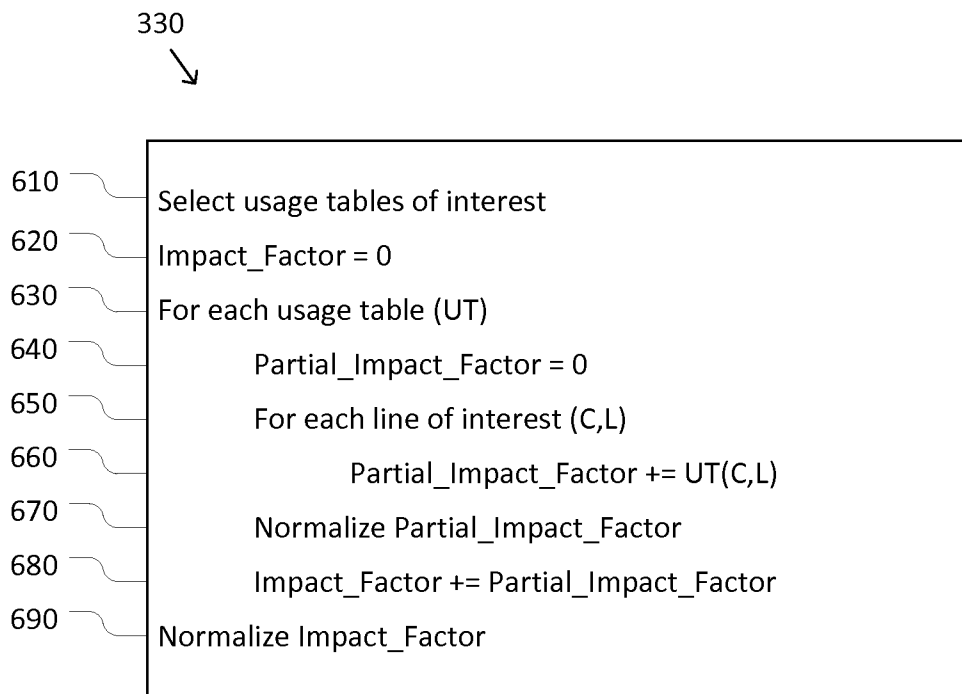 330
610 Select usage tables of interest
620 Impact_Factor = 0
630 For each usage table (UT)
640 Partial_Impact_Factor = 0
650 For each line of interest (C,L)
660 Partial_Impact_Factor += UT(C,L)
670 Normalize Partial_Impact_Factor
680 Impact_Factor += Partial_Impact_Factor
690 Normalize Impact_Factor